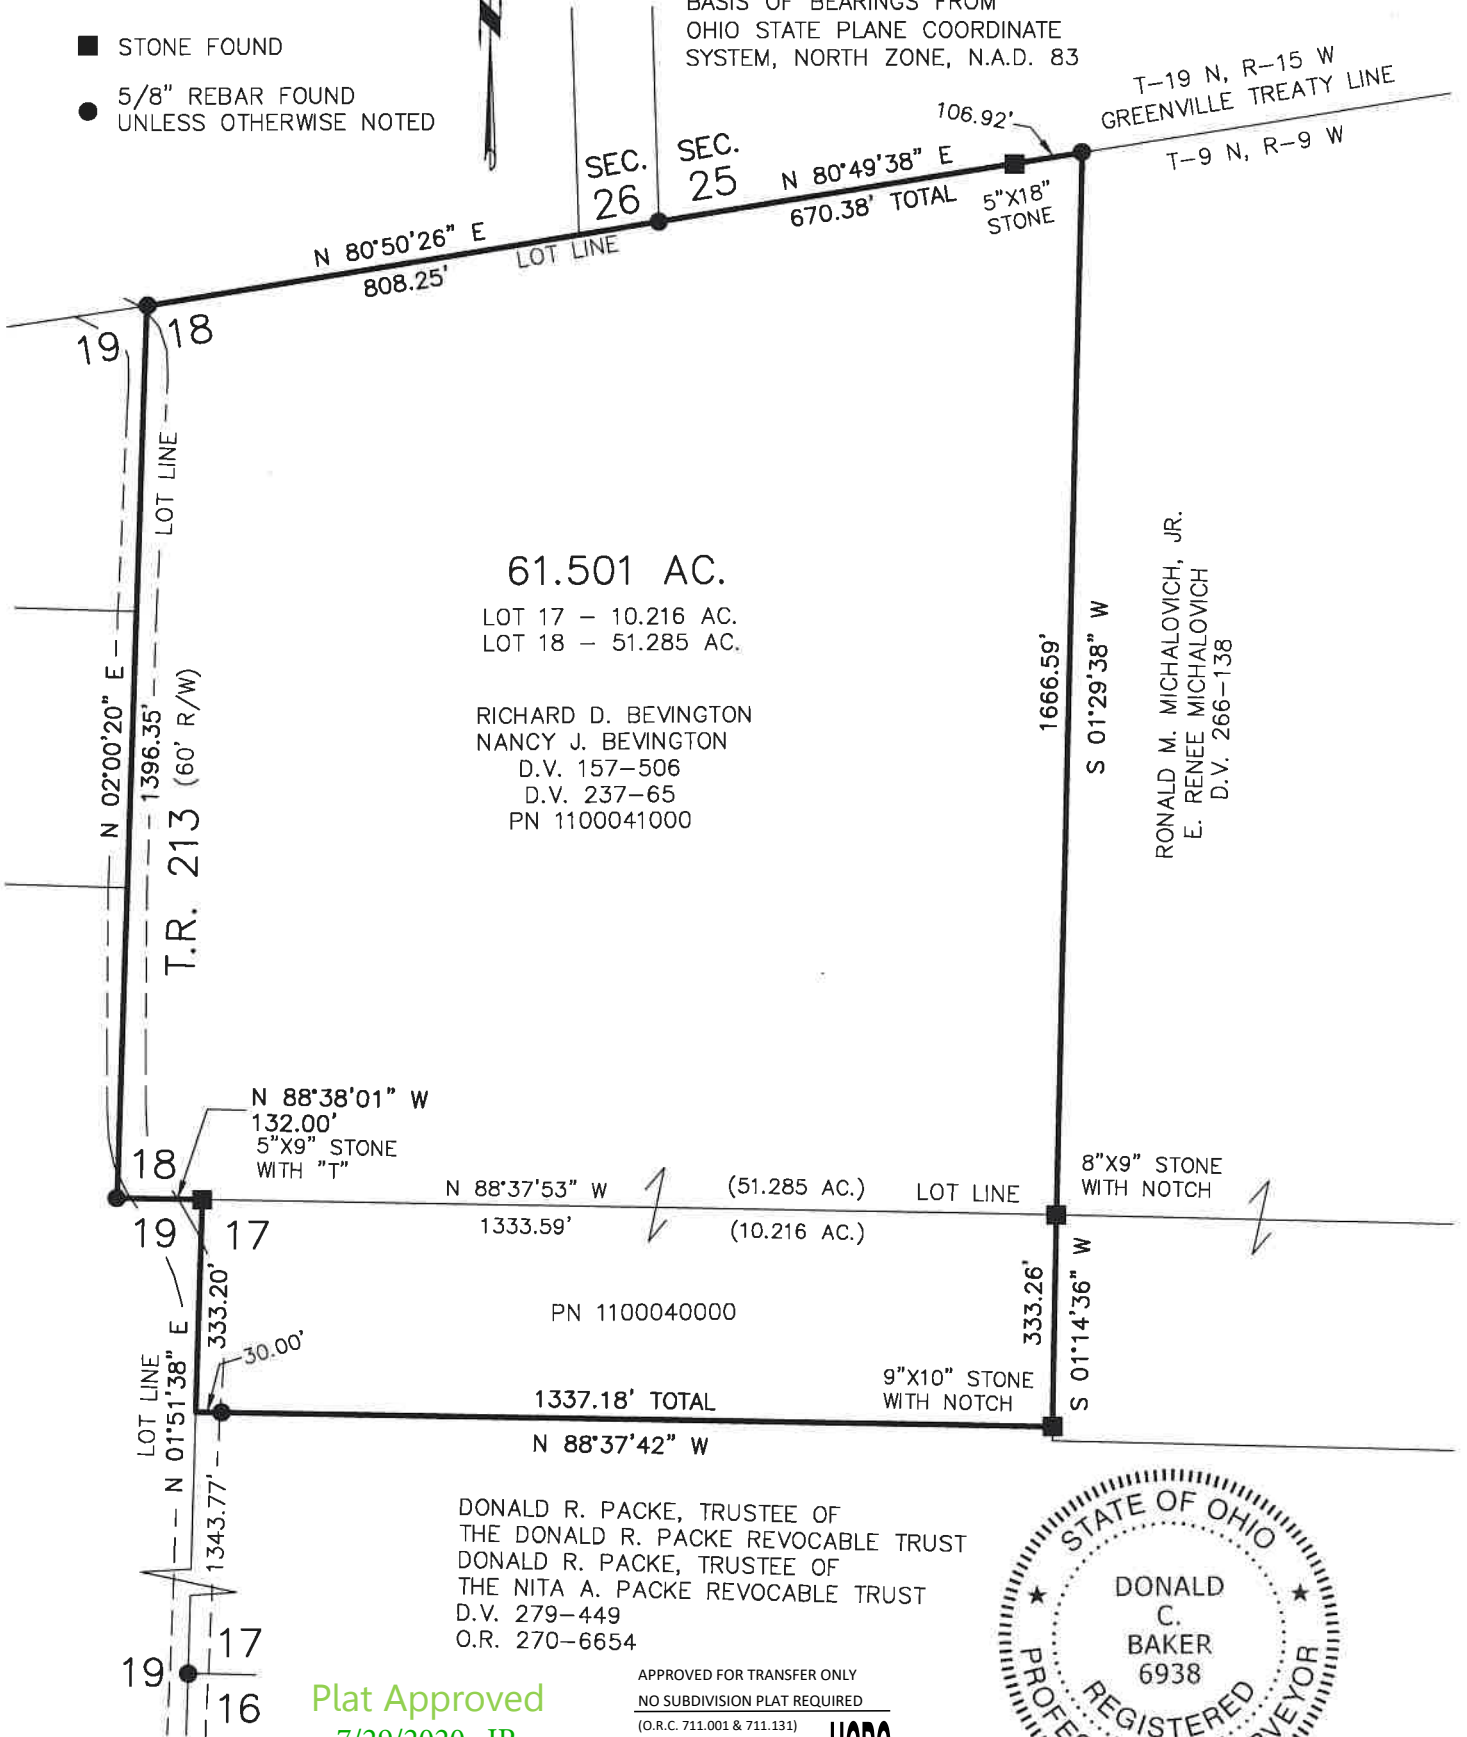 BASIS OF BEARINGS FROM
OHIO STATE PLANE COORDINATE
SYSTEM, NORTH ZONE, N.A.D. 83
STONE FOUND
5/8" REBAR FOUND
UNLESS OTHERWISE NOTED
T-19 N, R-15 W
GREENVILLE TREATY LINE
T-9 N, R-9 W
106.92'
SEC.
26
SEC.
25
N 80°49'38" E
670.38' TOTAL
5"X18"
STONE
N 80°50'26" E
808.25'
LOT LINE
19
18
LOT LINE
N 02°00'20" E
1396.35'
T.R. 213 (60' R/W)
61.501 AC.
LOT 17 - 10.216 AC.
LOT 18 - 51.285 AC.
RICHARD D. BEVINGTON
NANCY J. BEVINGTON
D.V. 157-506
D.V. 237-65
PN 1100041000
1666.59'
S 01°29'38" W
RONALD M. MICHALOVICH, JR.
E. RENEE MICHALOVICH
D.V. 266-138
N 88°38'01" W
132.00'
5"X9" STONE
WITH "T"
18
19
17
N 88°37'53" W
1333.59'
(51.285 AC.)
(10.216 AC.)
LOT LINE
8"X9" STONE
WITH NOTCH
333.20'
30.00'
LOT LINE
N 01°51'38" E
1343.77'
PN 1100040000
333.26'
S 01°14'36" W
9"X10" STONE
WITH NOTCH
1337.18' TOTAL
N 88°37'42" W
DONALD R. PACKE, TRUSTEE OF
THE DONALD R. PACKE REVOCABLE TRUST
DONALD R. PACKE, TRUSTEE OF
THE NITA A. PACKE REVOCABLE TRUST
D.V. 279-449
O.R. 270-6654
17
19
16
STATE OF OHIO
DONALD
C.
BAKER
6938
REGISTERED
Plat Approved
7/29/2020 JB
APPROVED FOR TRANSFER ONLY
NO SUBDIVISION PLAT REQUIRED
(O.R.C. 711.001 & 711.131)